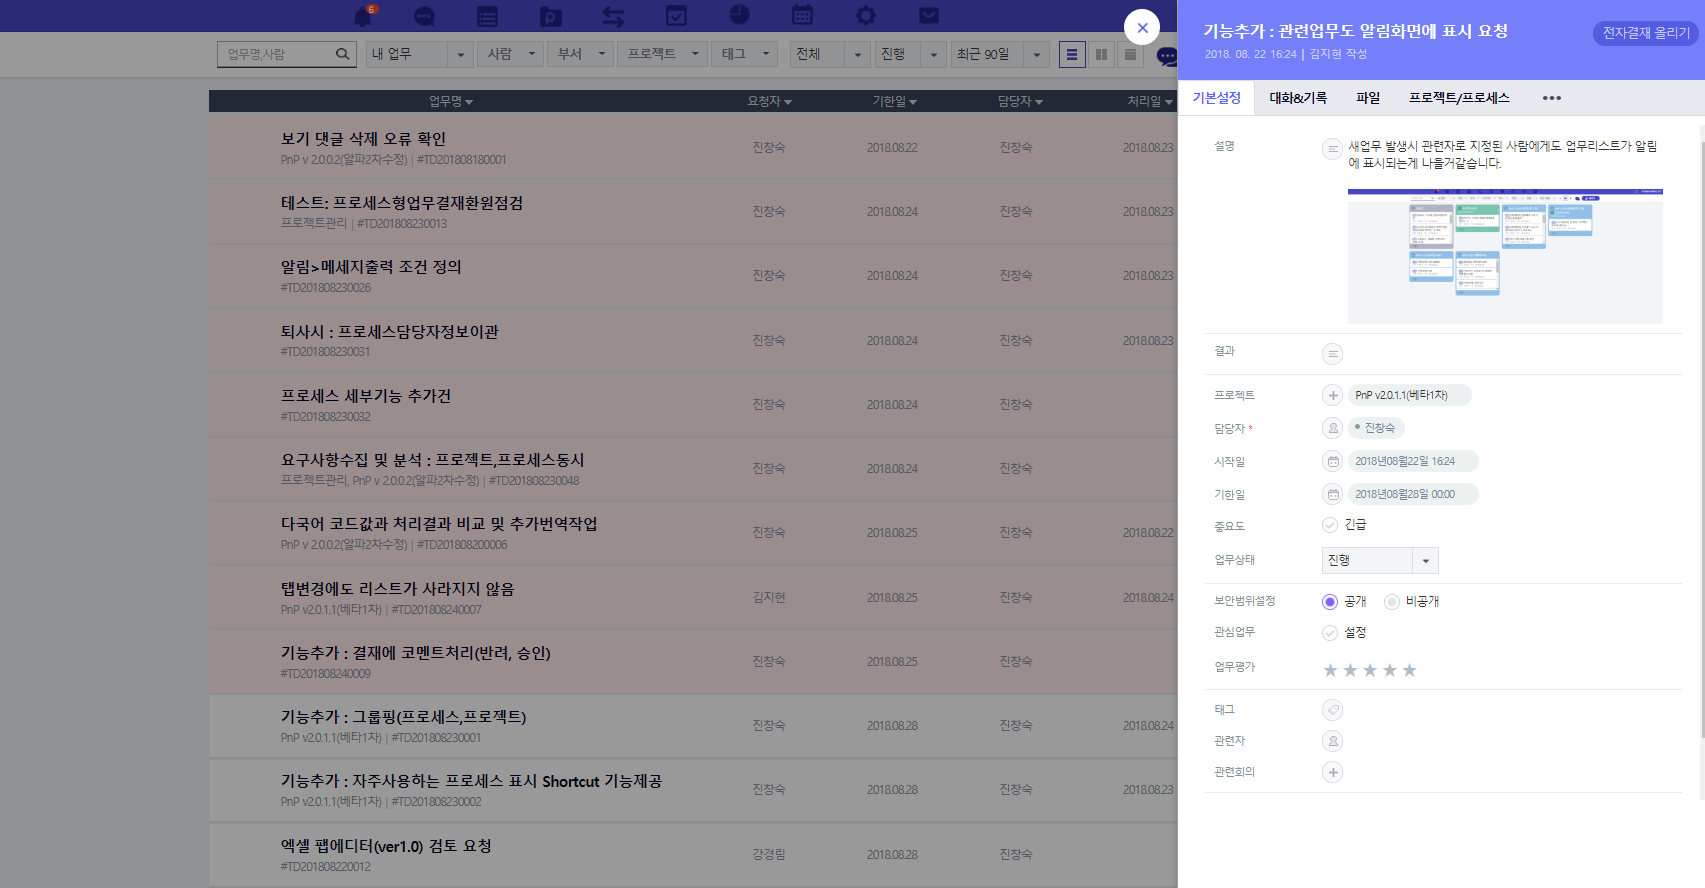 6
업무명,사람
내 업무
사람
부서
프로젝트
태그
전체
진행
최근 90일
업무명
요청자
기한일
담당자
처리일
보기 댓글 삭제 오류 확인
PnP v 2.0.0.2(알파2차수정) | #TD201808180001
진창숙
2018.08.22
진창숙
2018.08.23
테스트: 프로세스형업무결재환원점검
프로젝트관리 | #TD201808230013
진창숙
2018.08.24
진창숙
2018.08.23
알림>메세지출력 조건 정의
#TD201808230026
진창숙
2018.08.24
진창숙
2018.08.23
퇴사시 : 프로세스담당자정보이관
#TD201808230031
진창숙
2018.08.24
진창숙
2018.08.23
프로세스 세부기능 추가건
#TD201808230032
진창숙
2018.08.24
진창숙
요구사항수집 및 분석 : 프로젝트,프로세스동시
프로젝트관리, PnP v 2.0.0.2(알파2차수정) | #TD201808230048
진창숙
2018.08.24
진창숙
다국어 코드값과 처리결과 비교 및 추가번역작업
PnP v 2.0.0.2(알파2차수정) | #TD201808200006
진창숙
2018.08.25
진창숙
2018.08.22
탭변경에도 리스트가 사라지지 않음
PnP v2.0.1.1(베타1차) | #TD201808240007
김지현
2018.08.25
진창숙
2018.08.24
기능추가 : 결재에 코멘트처리(반려, 승인)
#TD201808240009
진창숙
2018.08.25
진창숙
기능추가 : 그룹핑(프로세스,프로젝트)
PnP v2.0.1.1(베타1차) | #TD201808230001
진창숙
2018.08.28
진창숙
2018.08.24
기능추가 : 자주사용하는 프로세스 표시 Shortcut 기능제공
PnP v2.0.1.1(베타1차) | #TD201808230002
진창숙
2018.08.28
진창숙
2018.08.23
엑셀 팹에디터(ver1.0) 검토 요청
#TD201808220012
강경림
2018.08.28
진창숙
기능추가 : 관련업무도 알림화면에 표시 요청
2018. 08. 22 16:24 | 김지현 작성
전자결재 올리기
기본설정
대화&기록
파일
프로젝트/프로세스
설명
새업무 발생시 관련자로 지정된 사람에게도 업무리스트가 알림
에 표시되는게 나을거같습니다.
결과
프로젝트
PnP v2.0.1.1(베타1차)
담당자 *
진창숙
시작일
2018년08월22일 16:24
기한일
2018년08월28일 00:00
중요도
긴급
업무상태
진행
보안범위설정
공개
비공개
관심업무
설정
업무평가
태그
관련자
관련회의